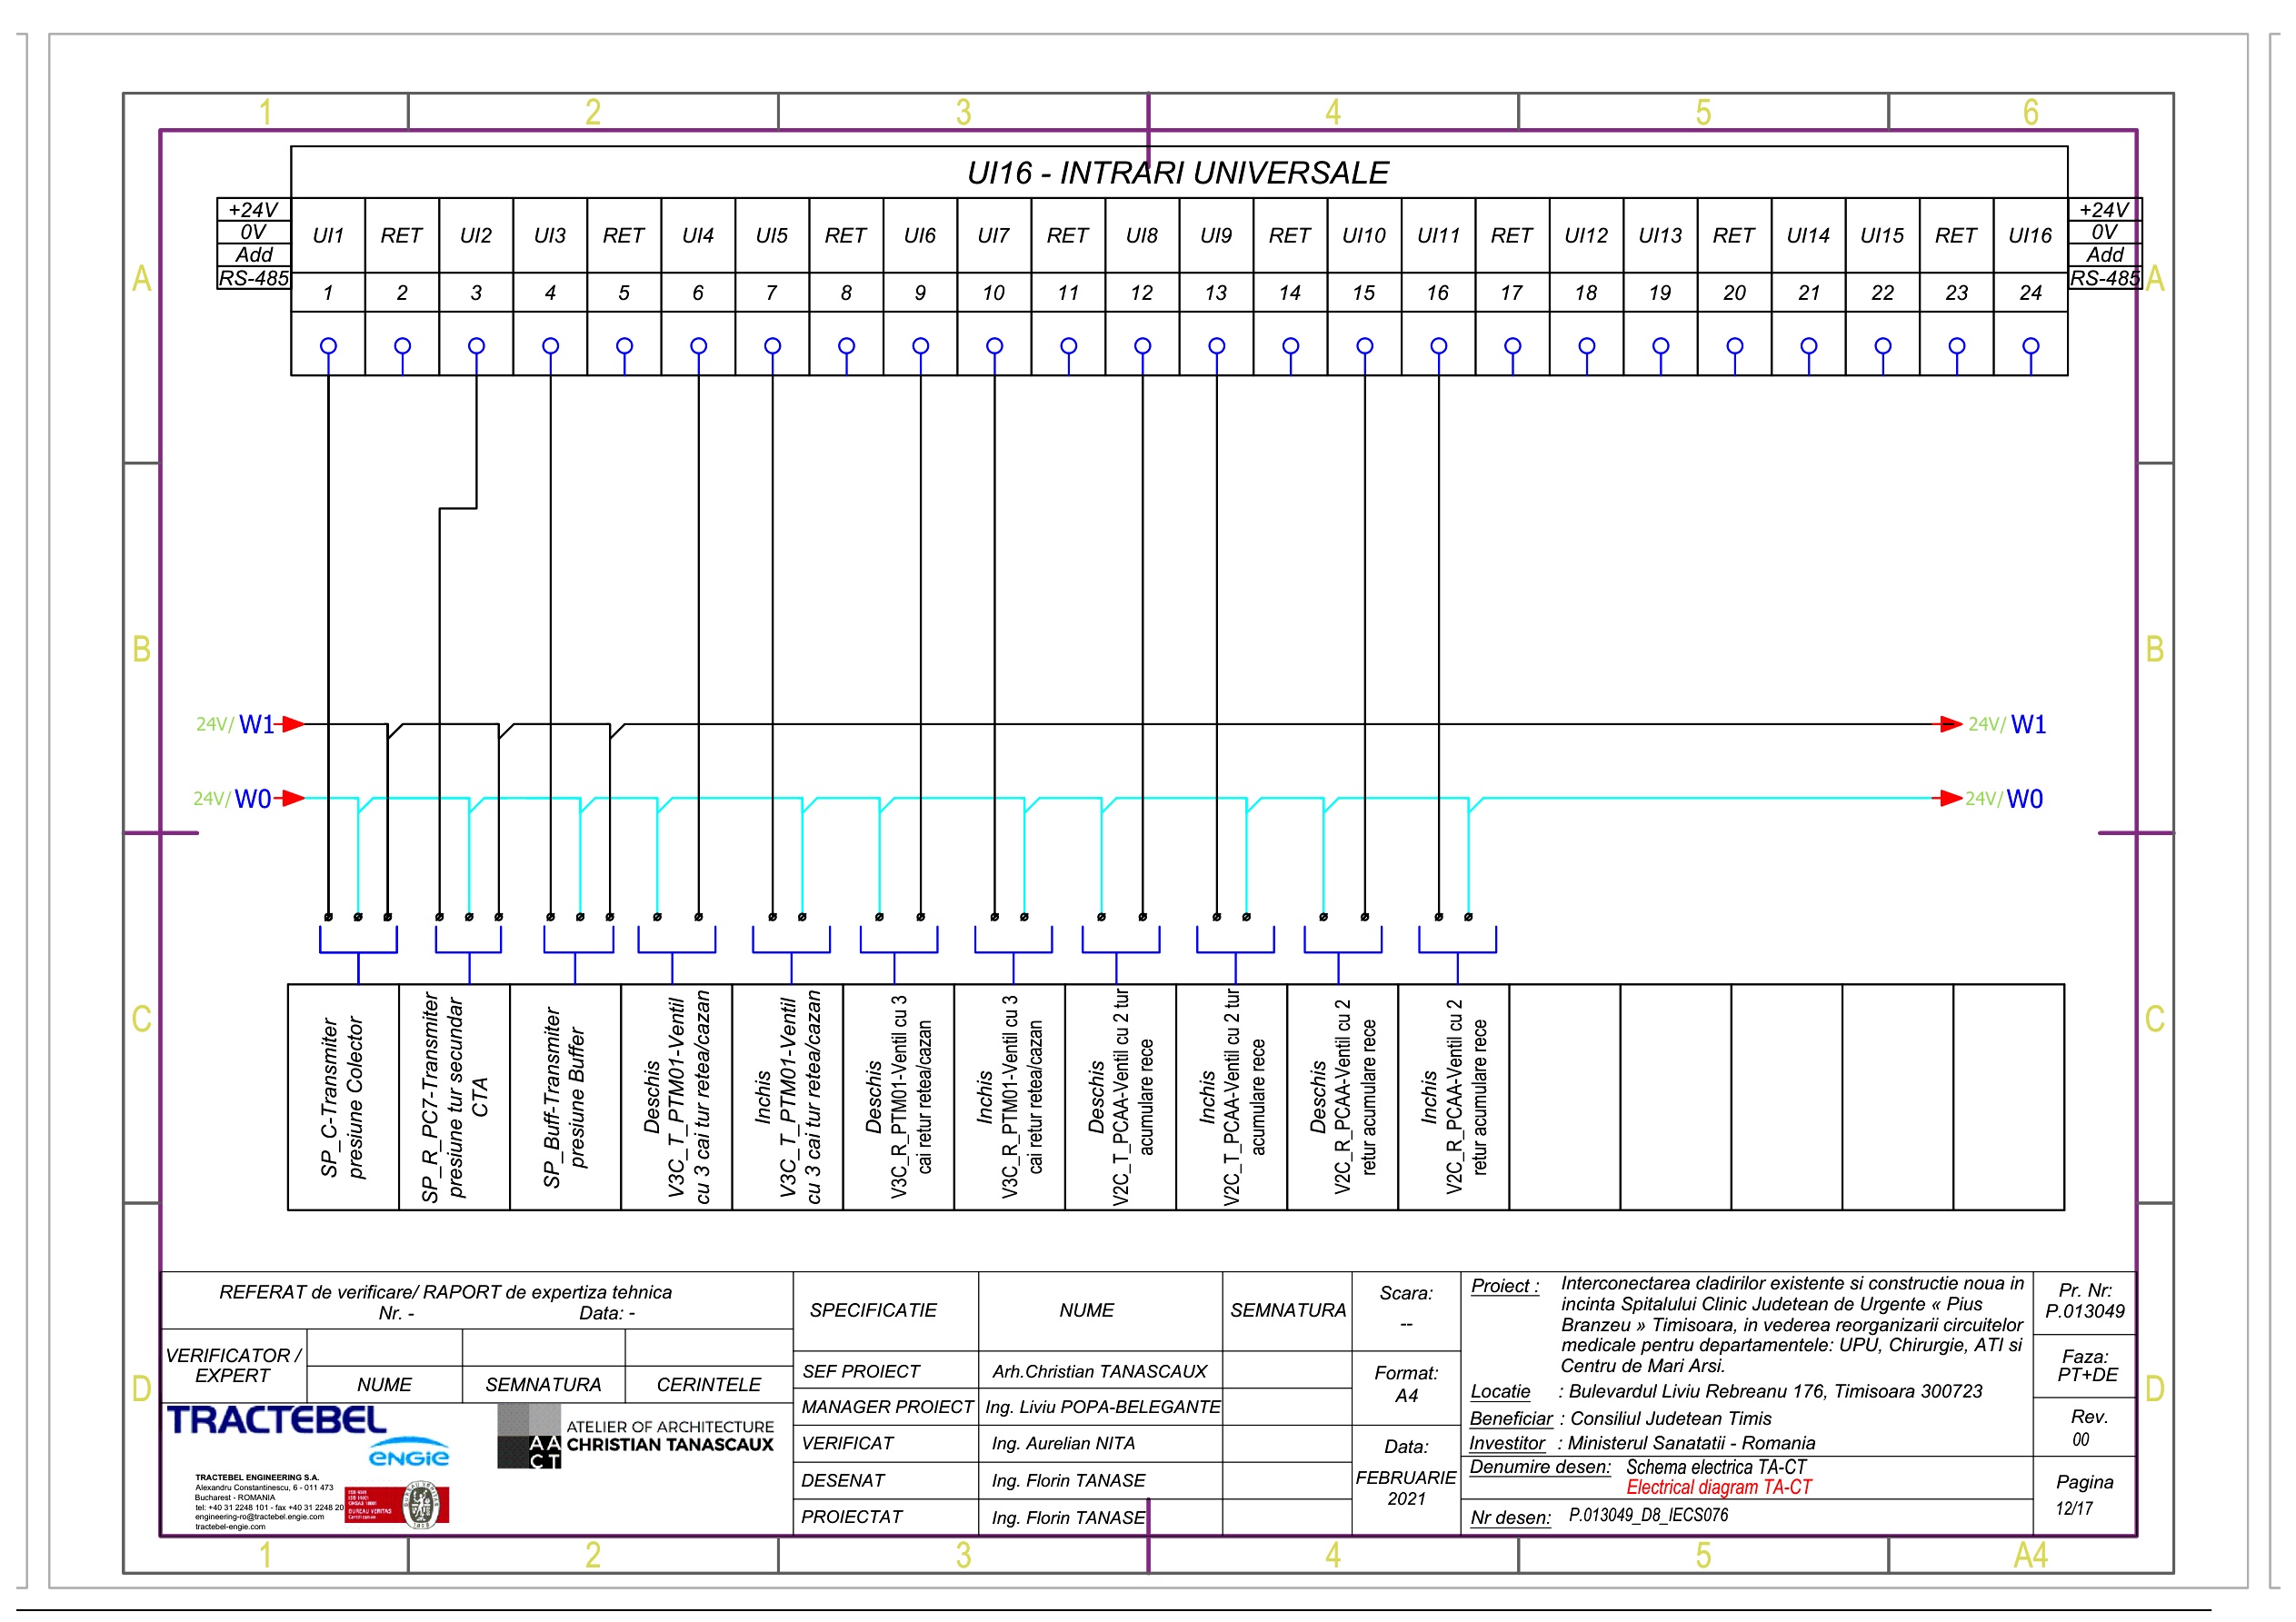 1 2 3 4 5 6
UI16 - INTRARI UNIVERSALE
+24V
0V
Add
RS-485
UI1 RET UI2 UI3 RET UI4 UI5 RET UI6 UI7 RET UI8 UI9 RET UI10 UI11 RET UI12 UI13 RET UI14 UI15 RET UI16
1 2 3 4 5 6 7 8 9 10 11 12 13 14 15 16 17 18 19 20 21 22 23 24
+24V
0V
Add
RS-485
A A
B B
24V/ W1 24V/ W1
24V/ W0 24V/ W0
C C
SP_C-Transmiter
presiune Colector
SP_R_PC7-Transmiter
presiune tur secundar
CTA
SP_Buff-Transmiter
presiune Buffer
Deschis
V3C_T_PTM01-Ventil
cu 3 cai tur retea/cazan
Inchis
V3C_T_PTM01-Ventil
cu 3 cai tur retea/cazan
Deschis
V3C_R_PTM01-Ventil cu 3
cai retur retea/cazan
Inchis
V3C_R_PTM01-Ventil cu 3
cai retur retea/cazan
Deschis
V2C_T_PCAA-Ventil cu 2 tur
acumulare rece
Inchis
V2C_T_PCAA-Ventil cu 2 tur
acumulare rece
Deschis
V2C_R_PCAA-Ventil cu 2
retur acumulare rece
Inchis
V2C_R_PCAA-Ventil cu 2
retur acumulare rece
D D
REFERAT de verificare/ RAPORT de expertiza tehnica
Nr. - Data: -
VERIFICATOR /
EXPERT
NUME SEMNATURA CERINTELE
TRACTEBEL
ENGIE
TRACTEBEL ENGINEERING S.A.
Alexandru Constantinescu, 6 - 011 473
Bucharest - ROMANIA
tel: +40 31 2248 101 - fax +40 31 2248 20
engineering-ro@tractebel.engie.com
tractebel-engie.com
BUREAU VERITAS
AA
CT
ATELIER OF ARCHITECTURE
CHRISTIAN TANASCAUX
SPECIFICATIE NUME SEMNATURA
SEF PROIECT Arh.Christian TANASCAUX
MANAGER PROIECT Ing. Liviu POPA-BELEGANTE
VERIFICAT Ing. Aurelian NITA
DESENAT Ing. Florin TANASE
PROIECTAT Ing. Florin TANASE
Scara:
--
Format:
A4
Data:
FEBRUARIE
2021
Proiect : Interconectarea cladirilor existente si constructie noua in
incinta Spitalului Clinic Judetean de Urgente « Pius
Branzeu » Timisoara, in vederea reorganizarii circuitelor
medicale pentru departamentele: UPU, Chirurgie, ATI si
Centru de Mari Arsi.
Locatie : Bulevardul Liviu Rebreanu 176, Timisoara 300723
Beneficiar : Consiliul Judetean Timis
Investitor : Ministerul Sanatatii - Romania
Denumire desen: Schema electrica TA-CT
Electrical diagram TA-CT
Nr desen: P.013049_D8_IECS076
Pr. Nr:
P.013049
Faza:
PT+DE
Rev.
00
Pagina
12/17
1 2 3 4 5 A4